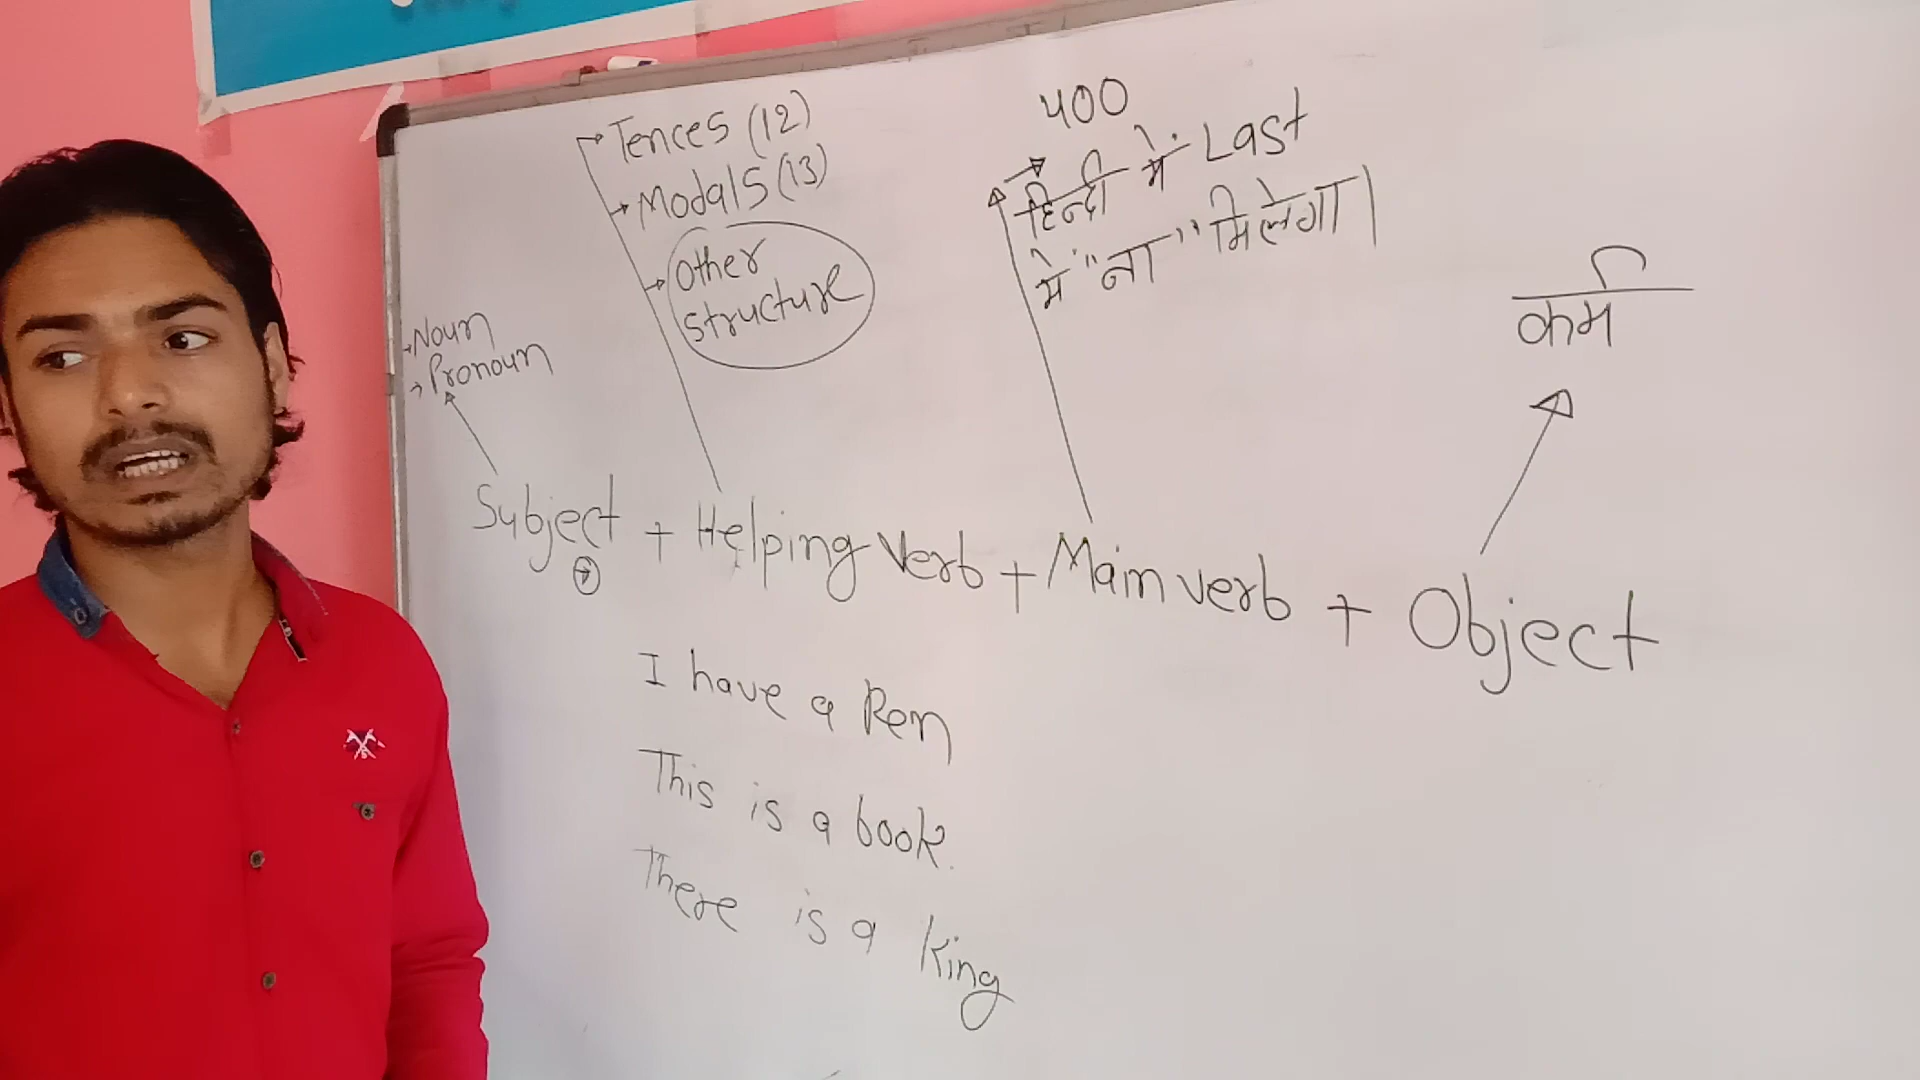 Tences (12)
Modals (13)
Other
structure
400
हिन्दी में Last
में "ना" मिलेगा।
कर्म
Noun
Pronoun
Subject + Helping Verb + Main verb + Object
I have a Pen
This is a book.
There is a King